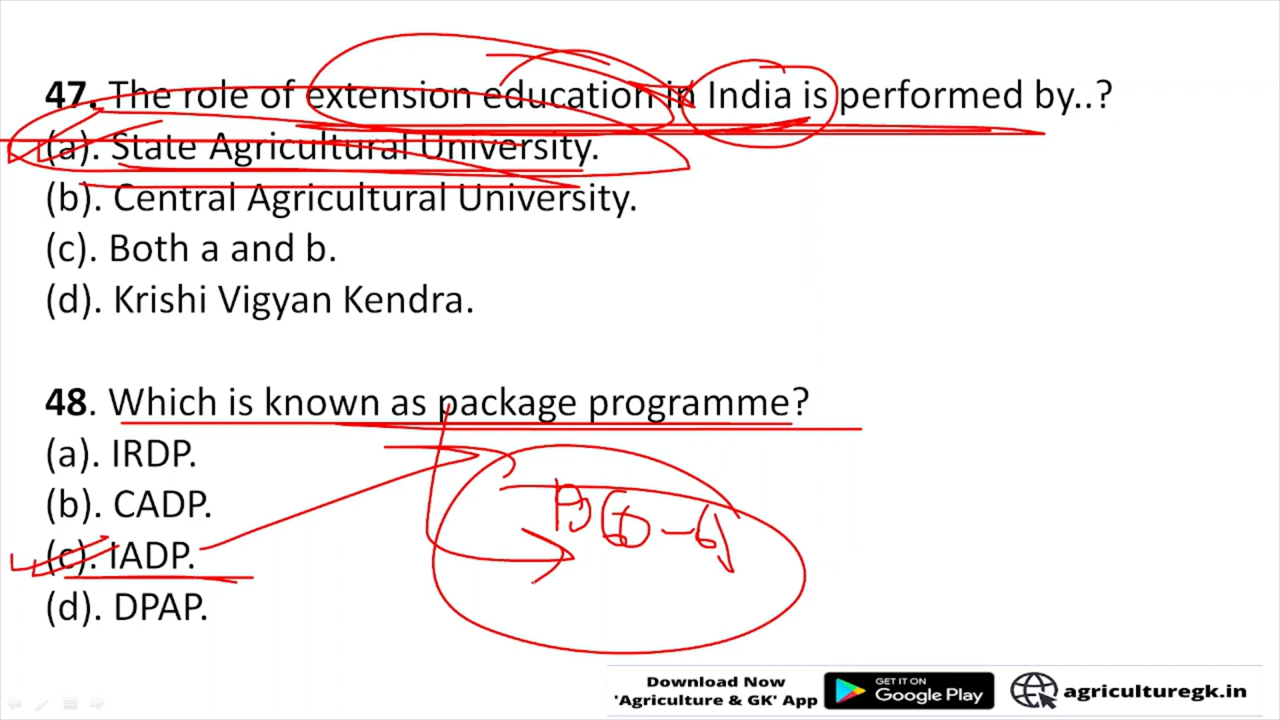 47. The role of extension education in India is performed by..?
(a). State Agricultural University.
(b). Central Agricultural University.
(c). Both a and b.
(d). Krishi Vigyan Kendra.
48. Which is known as package programme?
(a). IRDP.
(b). CADP.
(c). IADP.
(d). DPAP.
Download Now
'Agriculture & GK' App
GET IT ON
Google Play
agriculturegk.in